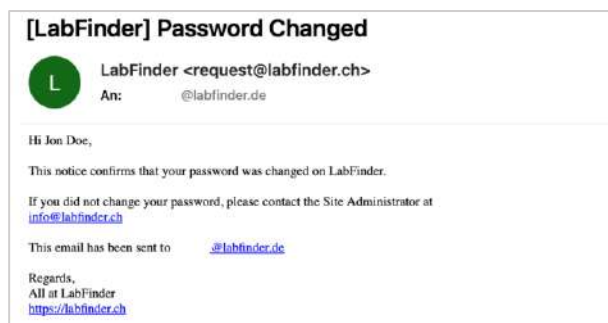 [LabFinder] Password Changed
L
LabFinder <request@labfinder.ch>
An: @labfinder.de
Hi Jon Doe,
This notice confirms that your password was changed on LabFinder.
If you did not change your password, please contact the Site Administrator at
info@labfinder.ch
This email has been sent to @labfinder.de
Regards,
All at LabFinder
https://labfinder.ch